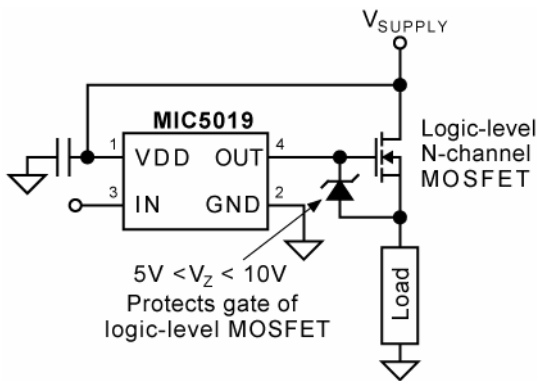 VSUPPLY
MIC5019
Logic-level
N-channel
MOSFET
1
VDD
OUT
4
3
IN
GND
2
5V <VZ < 10V
Protects gate of
logic-level MOSFET
Load